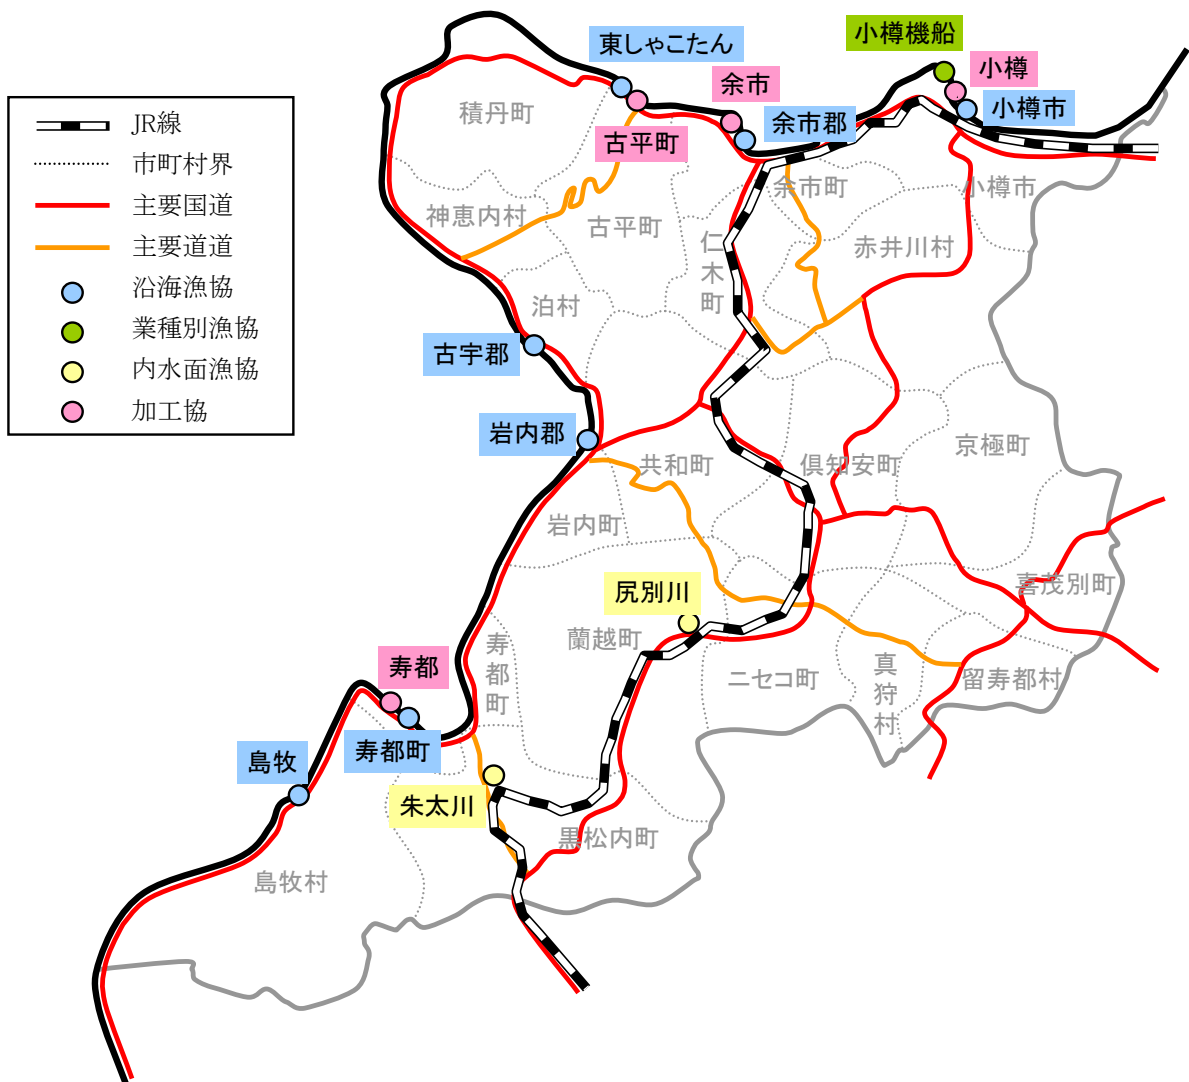 JR線
市町村界
主要国道
主要道道
沿海漁協
業種別漁協
内水面漁協
加工協
小樽機船
東しゃこたん
小樽
余市
小樽市
積丹町
余市郡
古平町
余市町
小樽市
神恵内村
古平町
仁木町
赤井川村
泊村
古宇郡
岩内郡
共和町
倶知安町
京極町
岩内町
喜茂別町
尻別川
蘭越町
寿都町
寿都
ニセコ町
真狩村
留寿都村
寿都町
島牧
朱太川
黒松内町
島牧村